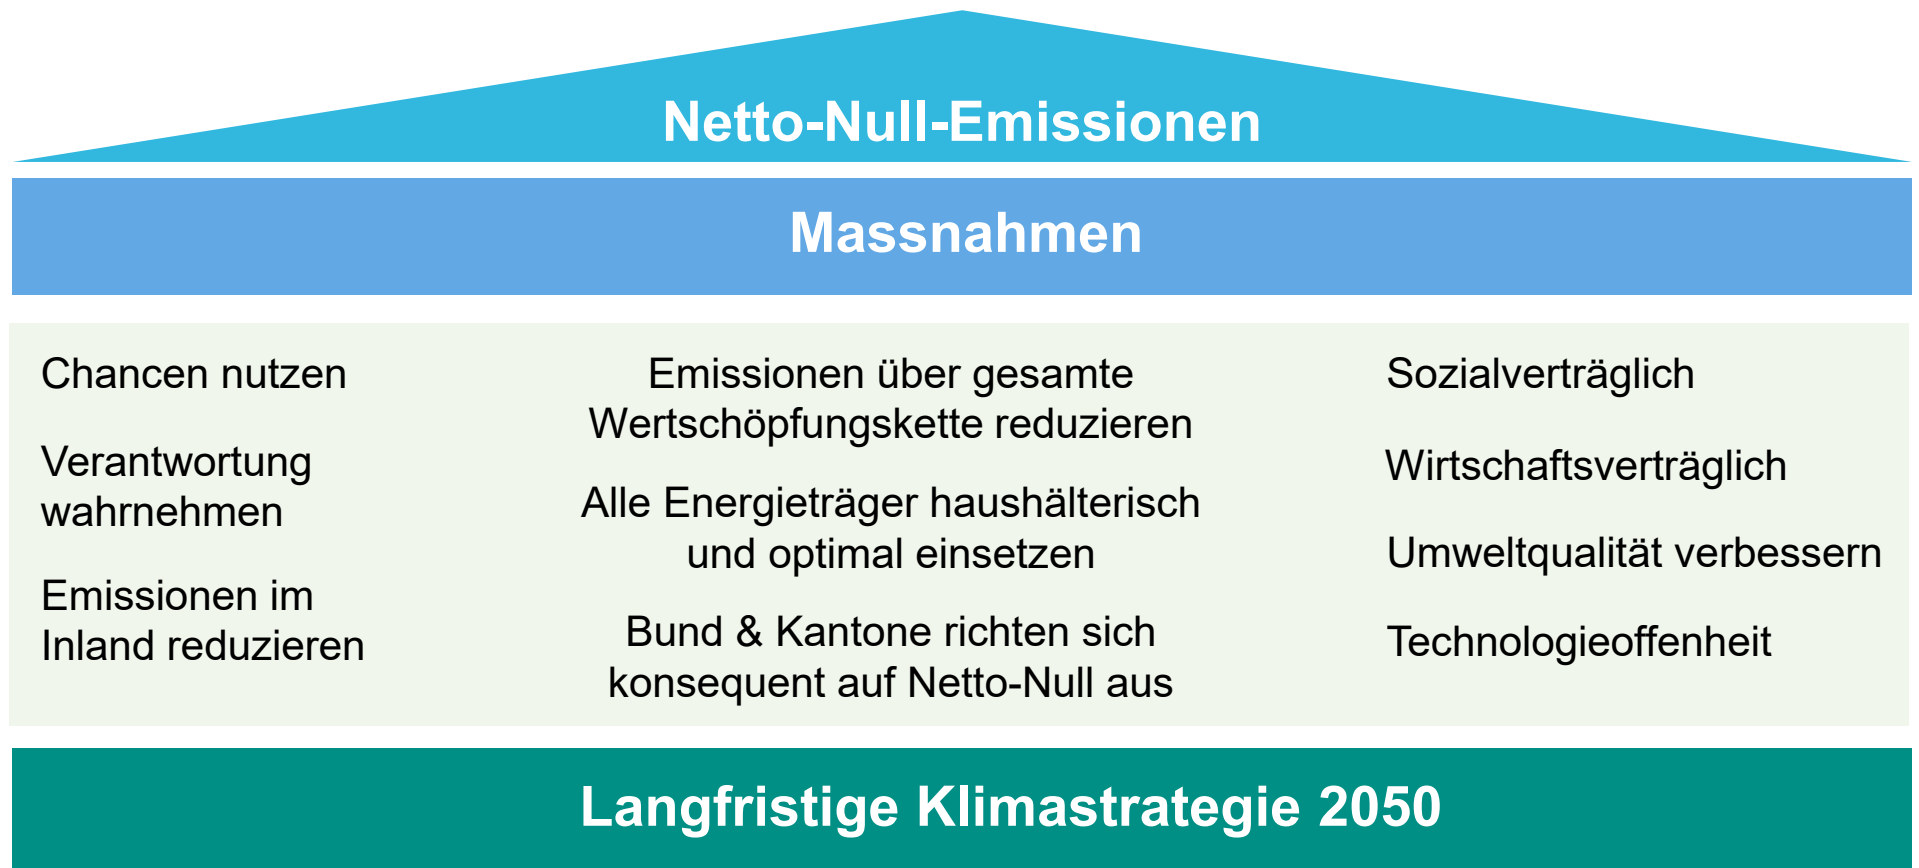 Netto-Null-Emissionen
Massnahmen
Chancen nutzen
Verantwortung
wahrnehmen
Emissionen im
Inland reduzieren
Emissionen über gesamte
Wertschöpfungskette reduzieren
Alle Energieträger haushälterisch
und optimal einsetzen
Bund & Kantone richten sich
konsequent auf Netto-Null aus
Sozialverträglich
Wirtschaftsverträglich
Umweltqualität verbessern
Technologieoffenheit
Langfristige Klimastrategie 2050